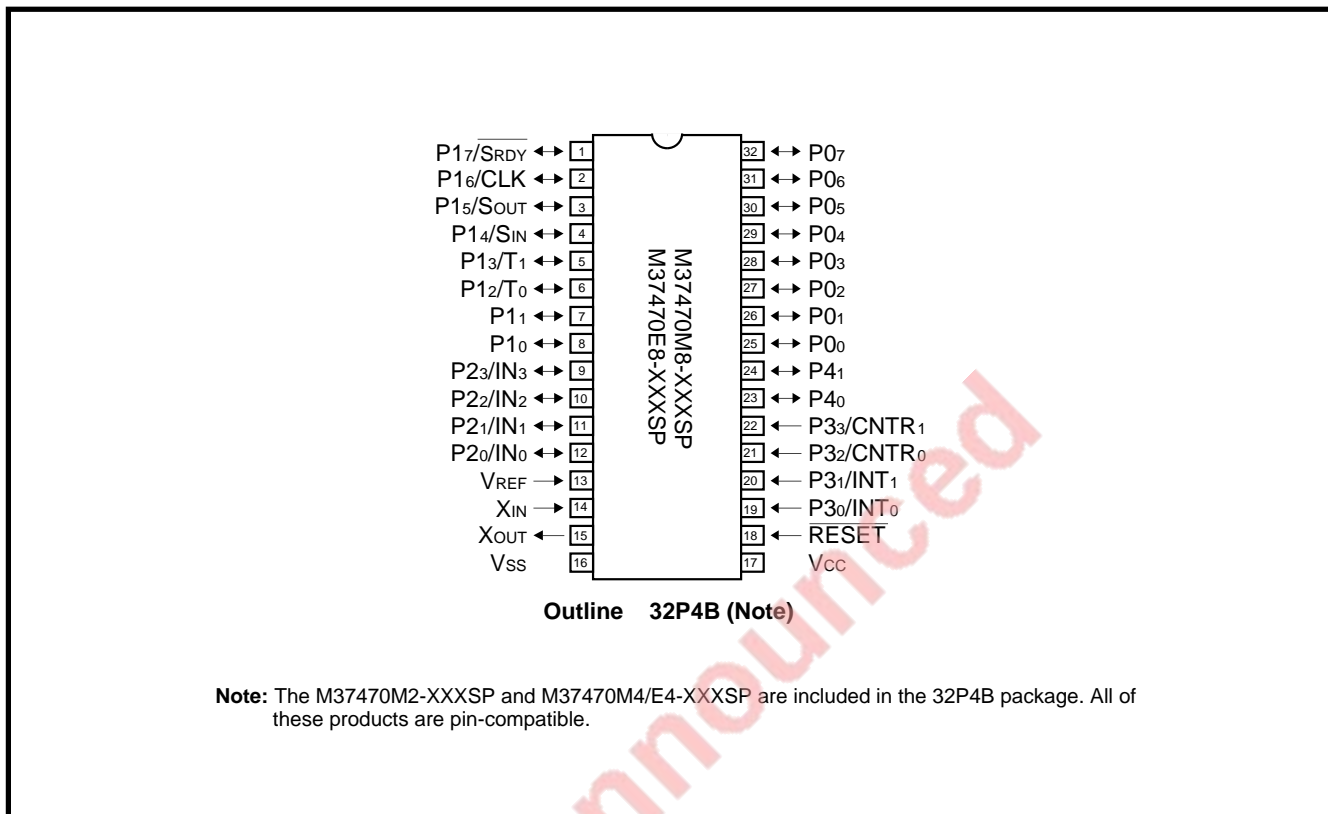 P17/SRDY 1
P16/CLK 2
P15/SOUT 3
P14/SIN 4
P13/T1 5
P12/T0 6
P11 7
P10 8
P23/IN3 9
P22/IN2 10
P21/IN1 11
P20/IN0 12
VREF 13
XIN 14
XOUT 15
VSS 16
M37470M8-XXXSP
M37470E8-XXXSP
32 P07
31 P06
30 P05
29 P04
28 P03
27 P02
26 P01
25 P00
24 P41
23 P40
22 P33/CNTR1
21 P32/CNTR0
20 P31/INT1
19 P30/INT0
18 RESET
17 VCC
Outline 32P4B (Note)
Note: The M37470M2-XXXSP and M37470M4/E4-XXXSP are included in the 32P4B package. All of
these products are pin-compatible.
nnounced